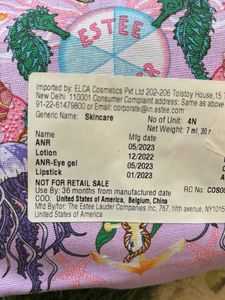 ESTEE
Imported by: ELCA Cosmetics Pvt Ltd 202-206 Tolstoy House,15
New Delhi 110001 Consumer Complaint address: Same as above
91-22-61479800 / Email: corporate@in.estee.com
Generic Name: Skincare
No of Unit: 4N
Net Weight: 7 ml, 30
Name Mfg date
ANR 05/2023
Lotion 12/2022
ANR-Eye gel 05/2023
Lipstick 01/2023
NOT FOR RETAIL SALE
Use By: 36 months from manufactured date
RC No COS
COO: United States of America, Belgium, China
Mfd By/for: The Estee Lauder Companies Inc, 767, fifth avenue, NY1015
United States of America